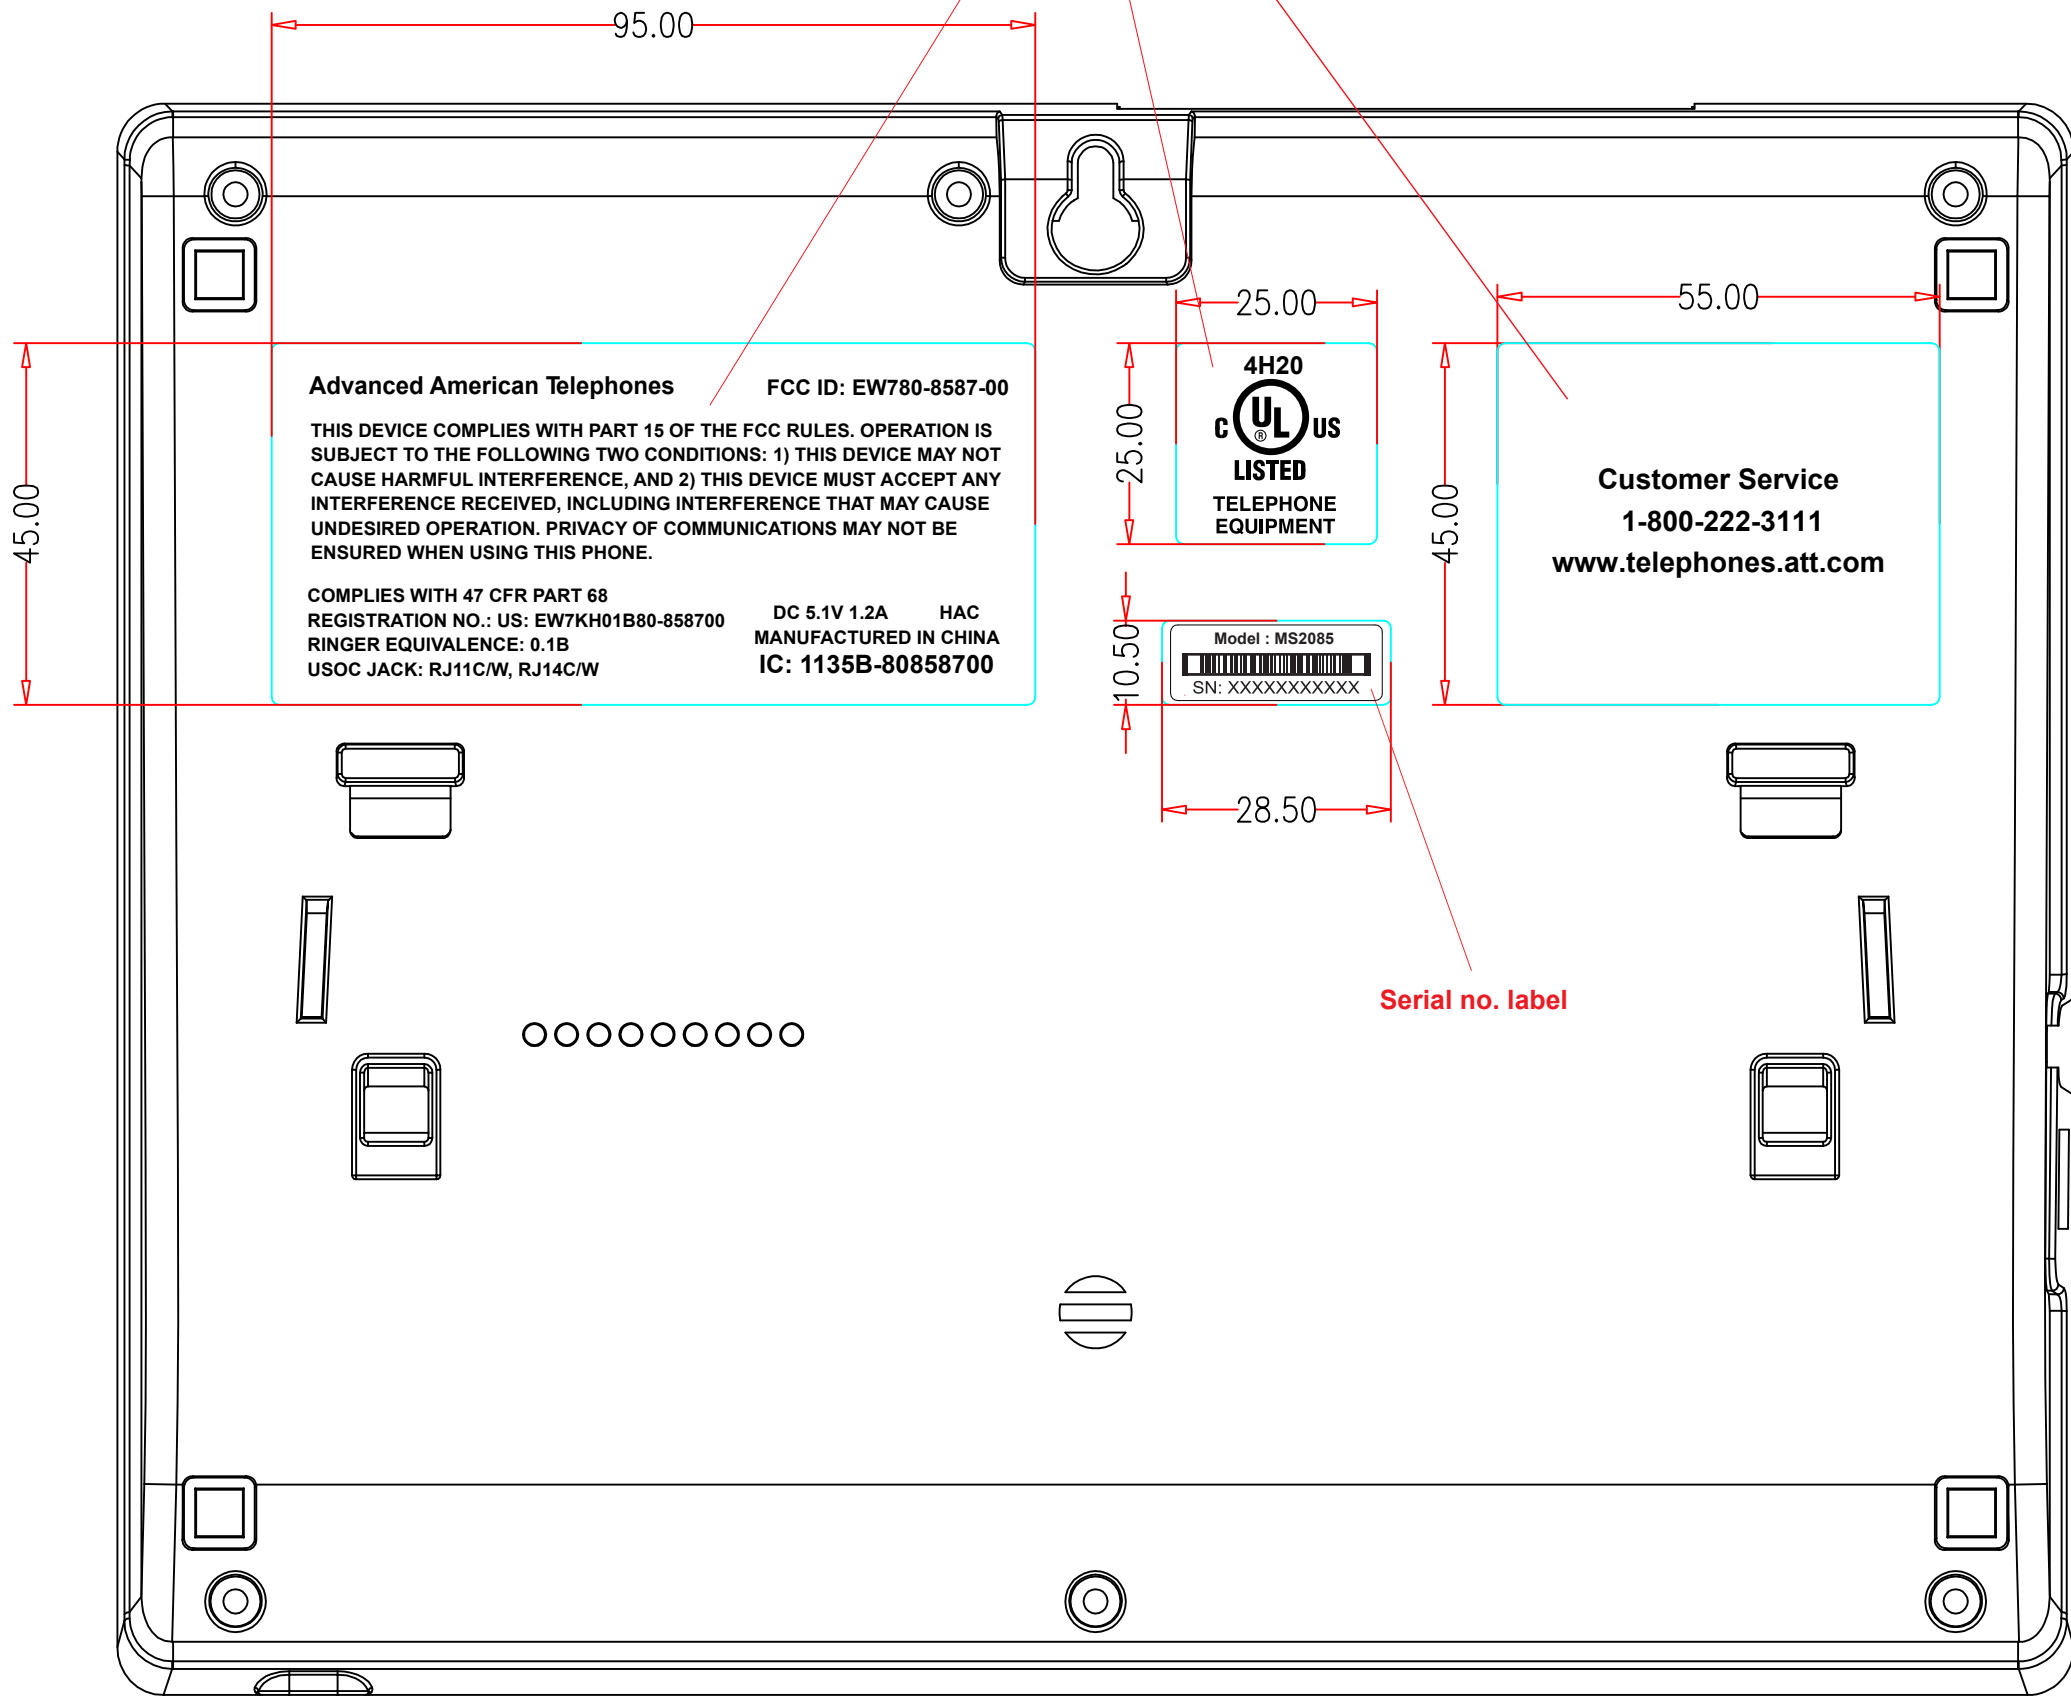 95.00
25.00
55.00
45.00
Advanced American Telephones
FCC ID: EW780-8587-00
THIS DEVICE COMPLIES WITH PART 15 OF THE FCC RULES. OPERATION IS
SUBJECT TO THE FOLLOWING TWO CONDITIONS: 1) THIS DEVICE MAY NOT
CAUSE HARMFUL INTERFERENCE, AND 2) THIS DEVICE MUST ACCEPT ANY
INTERFERENCE RECEIVED, INCLUDING INTERFERENCE THAT MAY CAUSE
UNDESIRED OPERATION. PRIVACY OF COMMUNICATIONS MAY NOT BE
ENSURED WHEN USING THIS PHONE.
COMPLIES WITH 47 CFR PART 68
REGISTRATION NO.: US: EW7KH01B80-858700
RINGER EQUIVALENCE: 0.1B
USOC JACK: RJ11C/W, RJ14C/W
DC 5.1V 1.2A HAC
MANUFACTURED IN CHINA
IC: 1135B-80858700
25.00
4H20
C UL ® US
LISTED
TELEPHONE
EQUIPMENT
45.00
Customer Service
1-800-222-3111
www.telephones.att.com
10.50
Model : MS2085
SN: XXXXXXXXXXX
28.50
Serial no. label